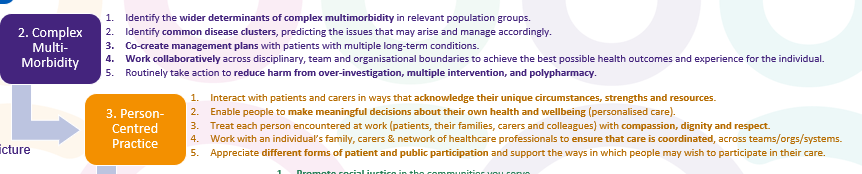 2. Complex
Multi-
Morbidity
1. Identify the wider determinants of complex multimorbidity in relevant population groups.
2. Identify common disease clusters, predicting the issues that may arise and manage accordingly.
3. Co-create management plans with patients with multiple long-term conditions.
4. Work collaboratively across disciplinary, team and organisational boundaries to achieve the best possible health outcomes and experience for the individual.
5. Routinely take action to reduce harm from over-investigation, multiple intervention, and polypharmacy.
3. Person-
Centred
Practice
1. Interact with patients and carers in ways that acknowledge their unique circumstances, strengths and resources.
2. Enable people to make meaningful decisions about their own health and wellbeing (personalised care).
3. Treat each person encountered at work (patients, their families, carers and colleagues) with compassion, dignity and respect.
4. Work with an individual's family, carers & network of healthcare professionals to ensure that care is coordinated, across teams/orgs/systems.
5. Appreciate different forms of patient and public participation and support the ways in which people may wish to participate in their care.
icture
1. Promote social justice in the communities you serve